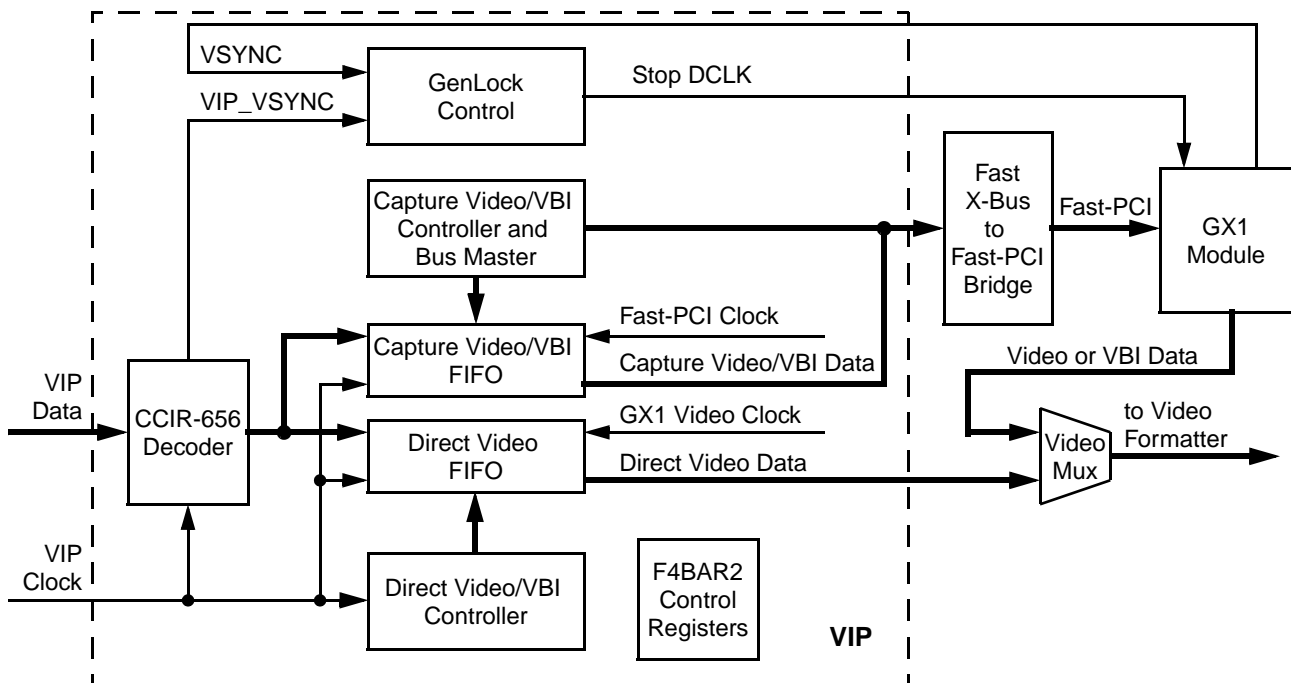 VSYNC
VIP_VSYNC
GenLock
Control
Stop DCLK
Capture Video/VBI
Controller and
Bus Master
Fast
X-Bus
to
Fast-PCI
Bridge
Fast-PCI
GX1
Module
Fast-PCI Clock
Capture Video/VBI
FIFO
Capture Video/VBI Data
Video or VBI Data
VIP
Data
CCIR-656
Decoder
GX1 Video Clock
Direct Video
FIFO
Direct Video Data
Video
Mux
to Video
Formatter
VIP
Clock
Direct Video/VBI
Controller
F4BAR2
Control
Registers
VIP